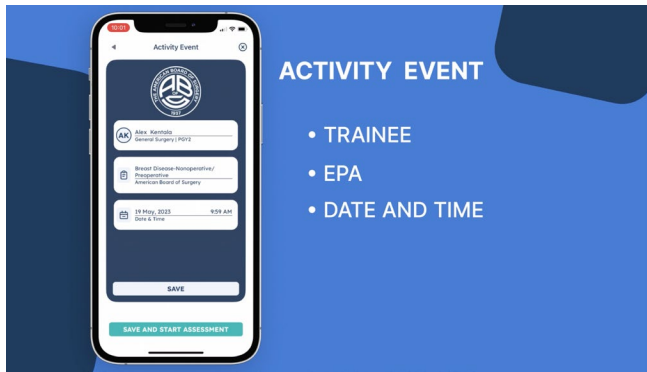 10:01
Activity Event
THE AMERICAN BOARD OF SURGERY
ABS
1937
AK
Alex Kentola
General Surgery | PGY2
Breast Disease-Nonoperative/
Preoperative
American Board of Surgery
19 May, 2023 9:59 AM
Date & Time
SAVE
SAVE AND START ASSESSMENT
ACTIVITY EVENT
• TRAINEE
• EPA
• DATE AND TIME